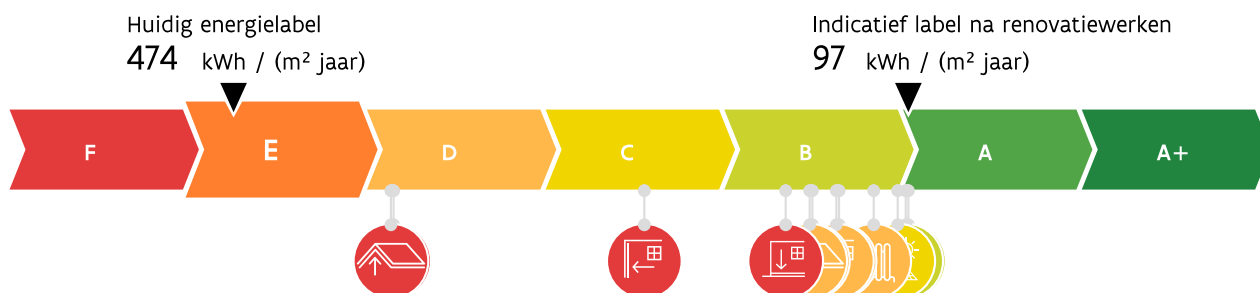 Huidig energielabel
474 kWh / (m² jaar)
Indicatief label na renovatiewerken
97 kWh / (m² jaar)
F E D C B A A+